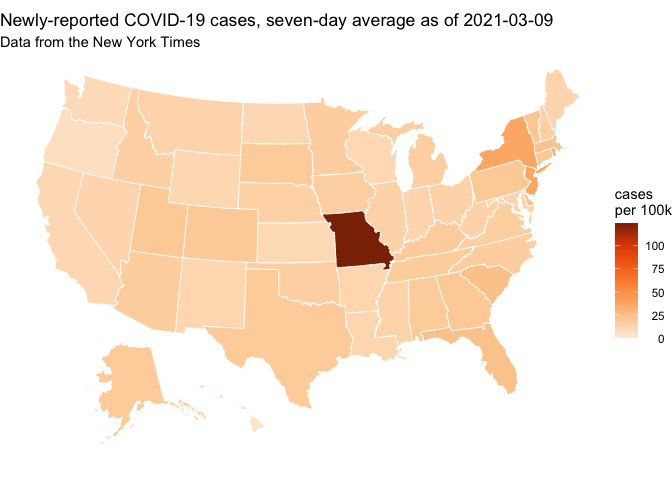 Newly-reported COVID-19 cases, seven-day average as of 2021-03-09
Data from the New York Times
cases
per 100k
100
75
50
25
0